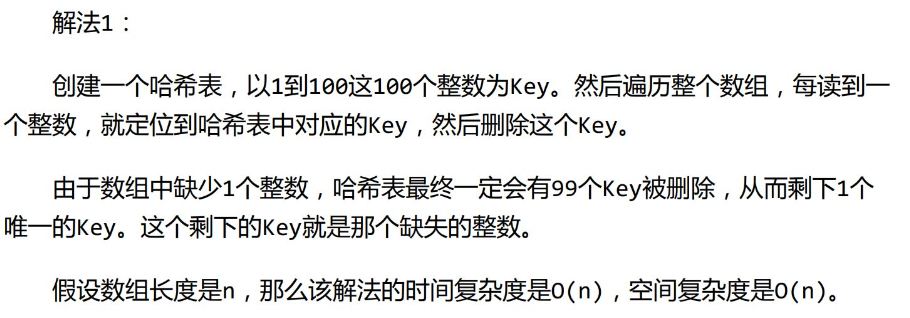 解法1：
创建一个哈希表，以1到100这100个整数为Key。然后遍历整个数组，每读到一
个整数，就定位到哈希表中对应的Key，然后删除这个Key。
由于数组中缺少1个整数，哈希表最终一定会有99个Key被删除，从而剩下1个
唯一的Key。这个剩下的Key就是那个缺失的整数。
假设数组长度是n，那么该解法的时间复杂度是O(n)，空间复杂度是O(n)。